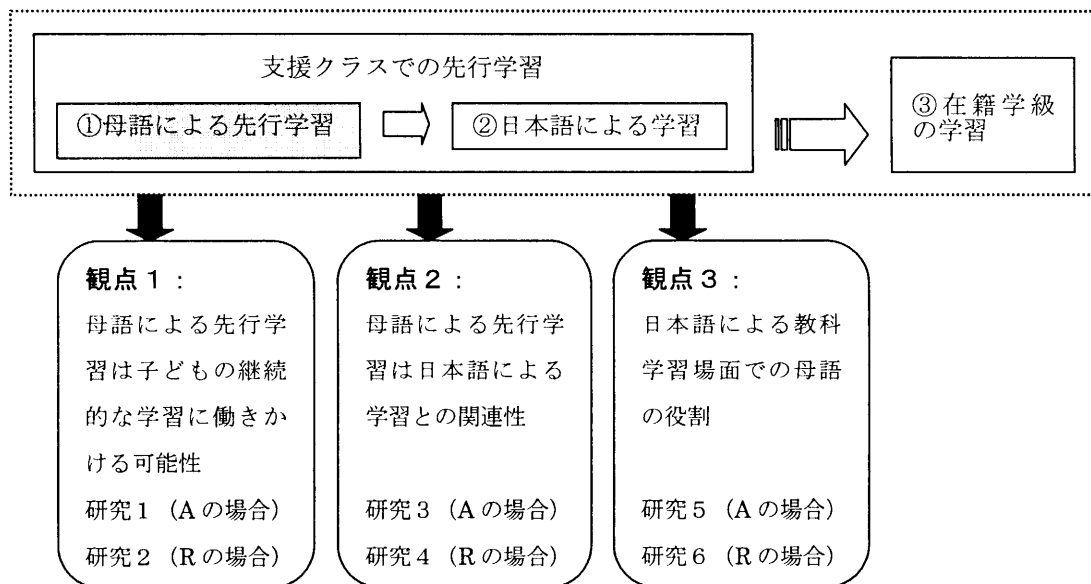 支援クラスでの先行学習
①母語による先行学習
②日本語による学習
③在籍学級
の学習
観点１：
母語による先行学
習は子どもの継続
的な学習に働きか
ける可能性
研究１（Aの場合）
研究２（Rの場合）
観点２：
母語による先行学
習は日本語による
学習との関連性
研究３（Aの場合）
研究４（Rの場合）
観点３：
日本語による教科
学習場面での母語
の役割
研究５（Aの場合）
研究６（Rの場合）